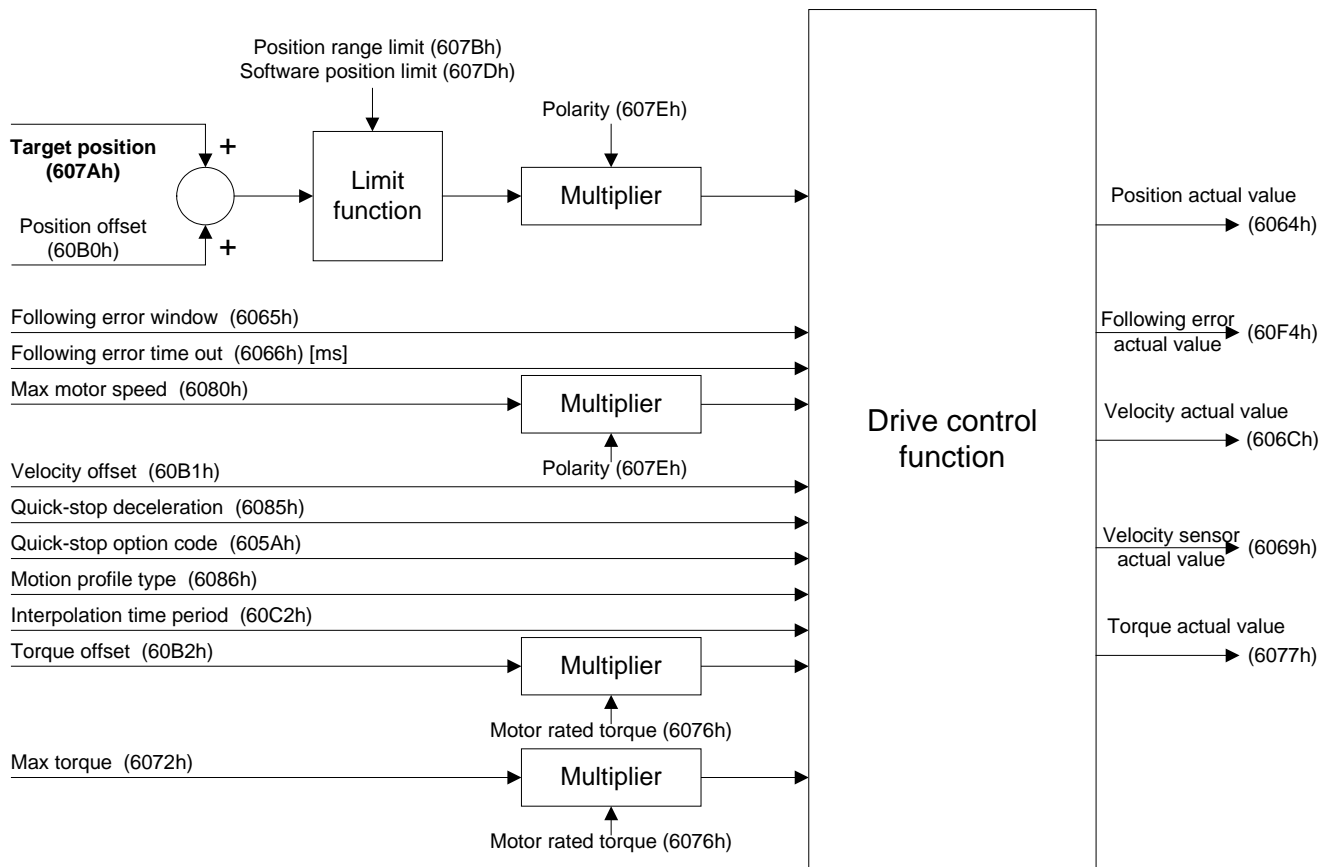 Position range limit (607Bh)
Software position limit (607Dh)
Polarity (607Eh)
Target position
(607Ah)
+
Position offset
(60B0h)
+
Limit
function
Multiplier
Following error window (6065h)
Following error time out (6066h) [ms]
Max motor speed (6080h)
Multiplier
Polarity (607Eh)
Velocity offset (60B1h)
Quick-stop deceleration (6085h)
Quick-stop option code (605Ah)
Motion profile type (6086h)
Interpolation time period (60C2h)
Torque offset (60B2h)
Multiplier
Motor rated torque (6076h)
Max torque (6072h)
Multiplier
Motor rated torque (6076h)
Drive control
function
Position actual value
(6064h)
Following error
actual value
(60F4h)
Velocity actual value
(606Ch)
Velocity sensor
actual value
(6069h)
Torque actual value
(6077h)